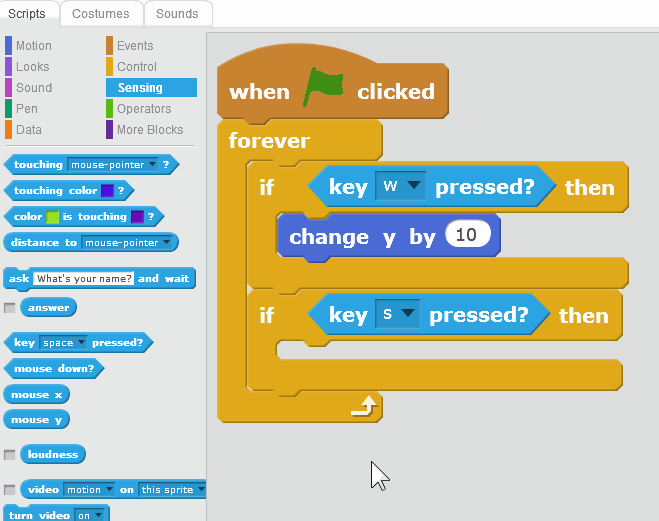 Scripts Costumes Sounds
Motion Events
Looks Control
Sound Sensing
Pen Operators
Data More Blocks
touching mouse-pointer ?
touching color ?
color is touching ?
distance to mouse-pointer
ask What's your name? and wait
answer
key space pressed?
mouse down?
mouse x
mouse y
loudness
video motion on this sprite
turn video on
when clicked
forever
if key W pressed? then
change y by 10
if key S pressed? then